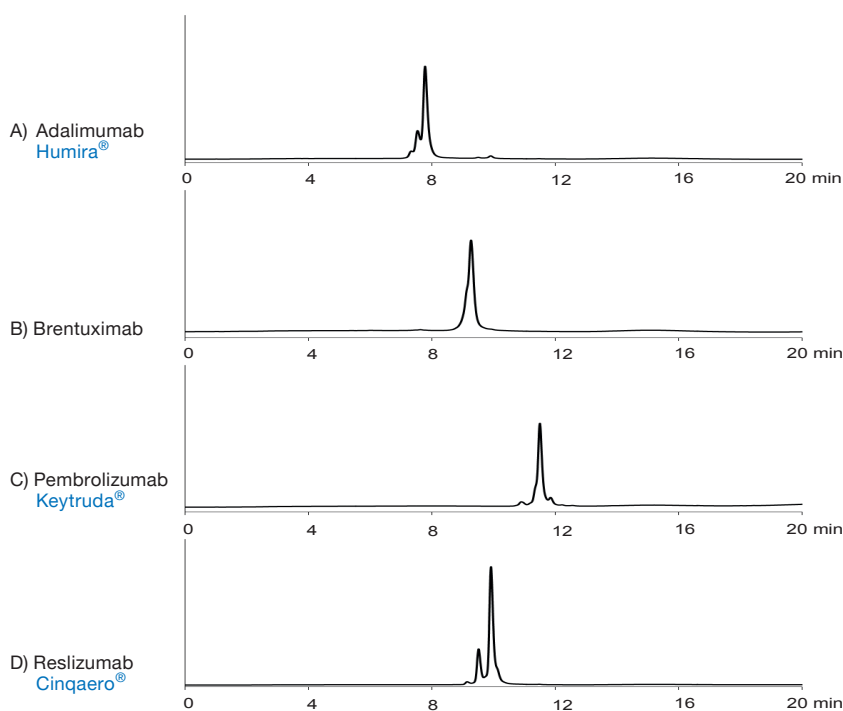 A) Adalimumab
Humira®
0 4 8 12 16 20 min
B) Brentuximab
0 4 8 12 16 20 min
C) Pembrolizumab
Keytruda®
0 4 8 12 16 20 min
D) Reslizumab
Cinqaero®
0 4 8 12 16 20 min